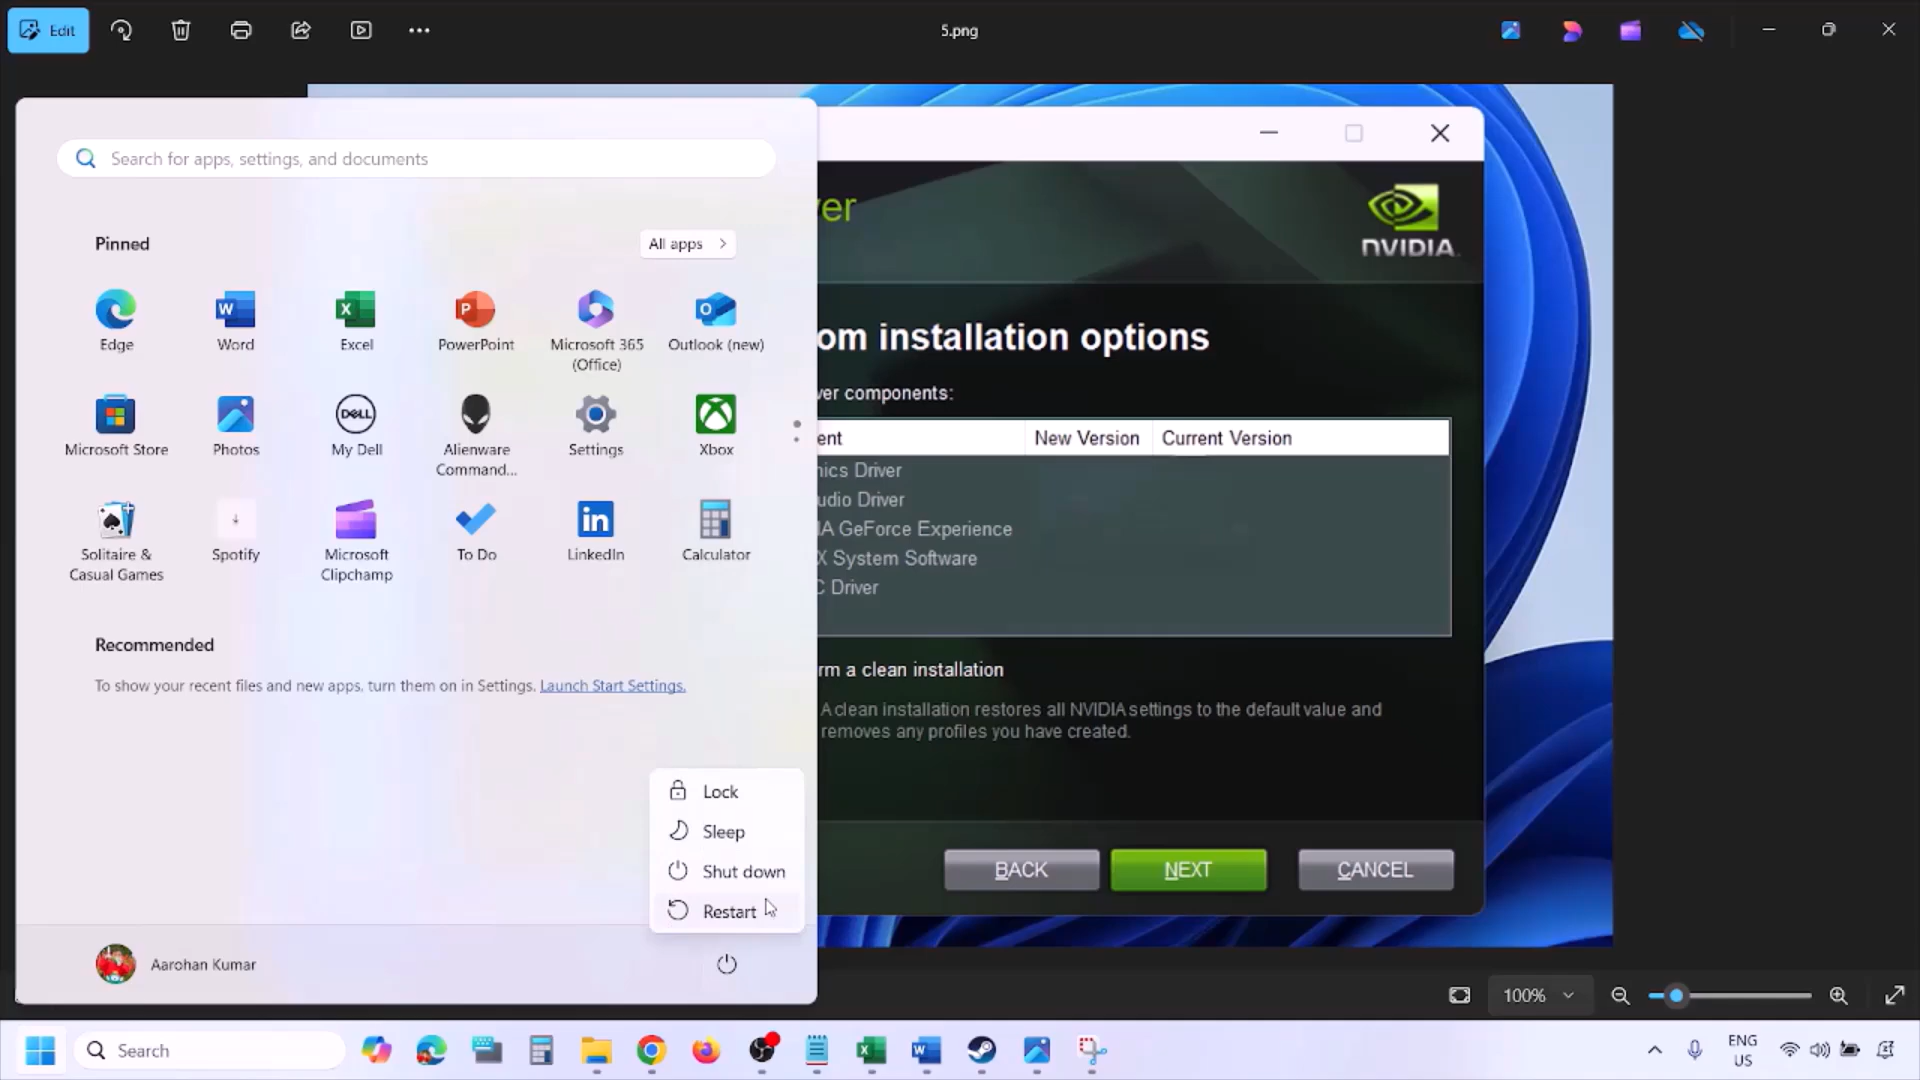 Edit
5.png
Search for apps, settings, and documents
Pinned
All apps
Edge
Word
Excel
PowerPoint
Microsoft 365
(Office)
Outlook (new)
Microsoft Store
Photos
DELL
My Dell
Alienware
Command...
Settings
Xbox
Solitaire &
Casual Games
Spotify
Microsoft
Clipchamp
To Do
LinkedIn
Calculator
Recommended
To show your recent files and new apps, turn them on in Settings. Launch Start Settings.
Lock
Sleep
Shut down
Restart
Aarohan Kumar
ver
NVIDIA.
om installation options
ver components:
ent New Version Current Version
nics Driver
udio Driver
IA GeForce Experience
X System Software
C Driver
rm a clean installation
A clean installation restores all NVIDIA settings to the default value and
removes any profiles you have created.
BACK
NEXT
CANCEL
100%
Search
ENG
US